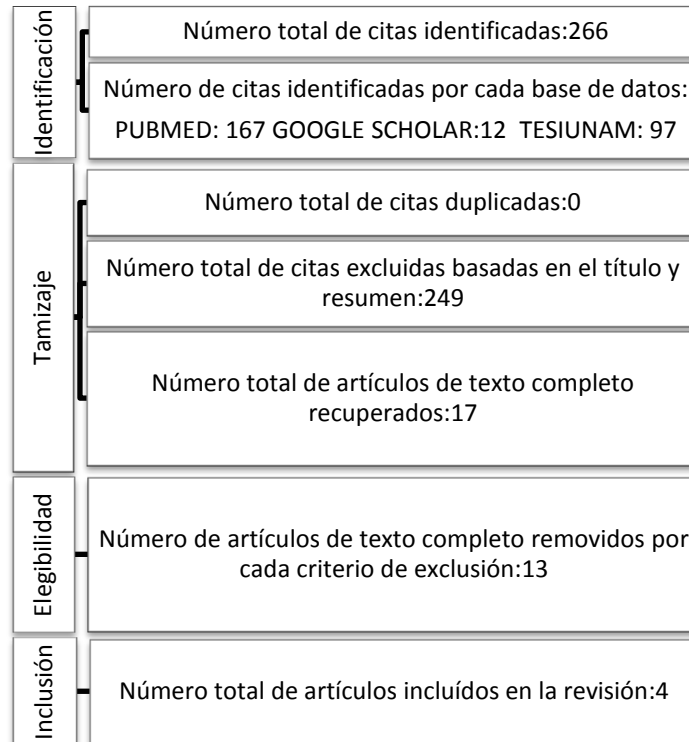 Identificación
Número total de citas identificadas:266
Número de citas identificadas por cada base de datos:
PUBMED: 167 GOOGLE SCHOLAR:12 TESIUNAM: 97
Tamizaje
Número total de citas duplicadas:0
Número total de citas excluidas basadas en el título y
resumen:249
Número total de artículos de texto completo
recuperados:17
Elegibilidad
Número de artículos de texto completo removidos por
cada criterio de exclusión:13
Inclusión
Número total de artículos incluídos en la revisión:4